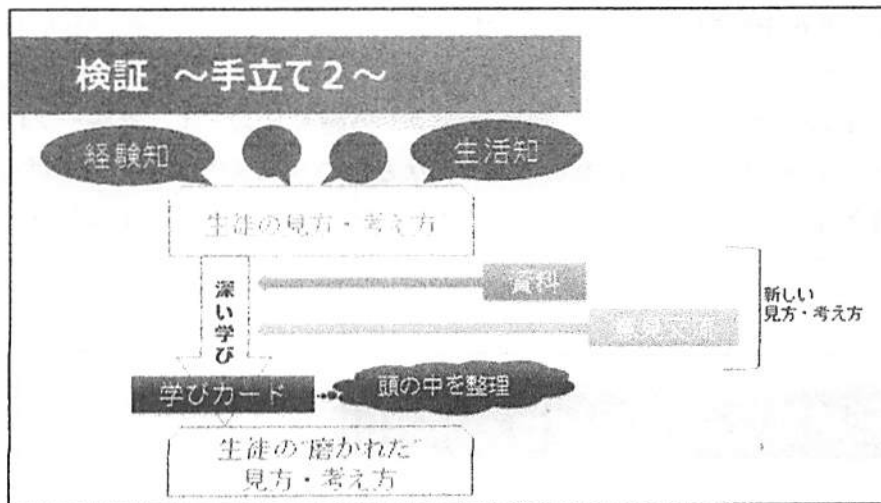 検証 ～手立て2～
経験知
生活知
生徒の見方・考え方
深い学び
資料
新しい
見方・考え方
学びカード
頭の中を整理
生徒の“磨かれた”
見方・考え方